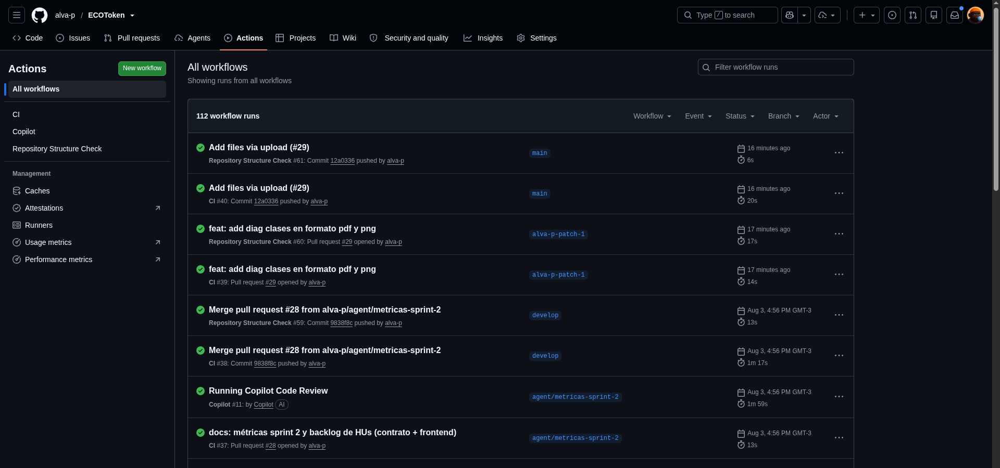 alva-p / ECOToken
Type / to search
Code
Issues
Pull requests
Agents
Actions
Projects
Wiki
Security and quality
Insights
Settings
Actions
New workflow
All workflows
CI
Copilot
Repository Structure Check
Management
Caches
Attestations
Runners
Usage metrics
Performance metrics
All workflows
Showing runs from all workflows
Filter workflow runs
112 workflow runs
Workflow
Event
Status
Branch
Actor
Add files via upload (#29)
Repository Structure Check #61: Commit 12a0336 pushed by alva-p
main
16 minutes ago
6s
Add files via upload (#29)
CI #40: Commit 12a0336 pushed by alva-p
main
16 minutes ago
20s
feat: add diag clases en formato pdf y png
Repository Structure Check #60: Pull request #29 opened by alva-p
alva-p-patch-1
17 minutes ago
17s
feat: add diag clases en formato pdf y png
CI #39: Pull request #29 opened by alva-p
alva-p-patch-1
17 minutes ago
14s
Merge pull request #28 from alva-p/agent/metricas-sprint-2
Repository Structure Check #59: Commit 9838f8c pushed by alva-p
develop
Aug 3, 4:56 PM GMT-3
13s
Merge pull request #28 from alva-p/agent/metricas-sprint-2
CI #38: Commit 9838f8c pushed by alva-p
develop
Aug 3, 4:56 PM GMT-3
1m 17s
Running Copilot Code Review
Copilot #11: by Copilot AI
agent/metricas-sprint-2
Aug 3, 4:56 PM GMT-3
1m 59s
docs: métricas sprint 2 y backlog de HUs (contrato + frontend)
CI #37: Pull request #28 opened by alva-p
agent/metricas-sprint-2
Aug 3, 4:56 PM GMT-3
13s